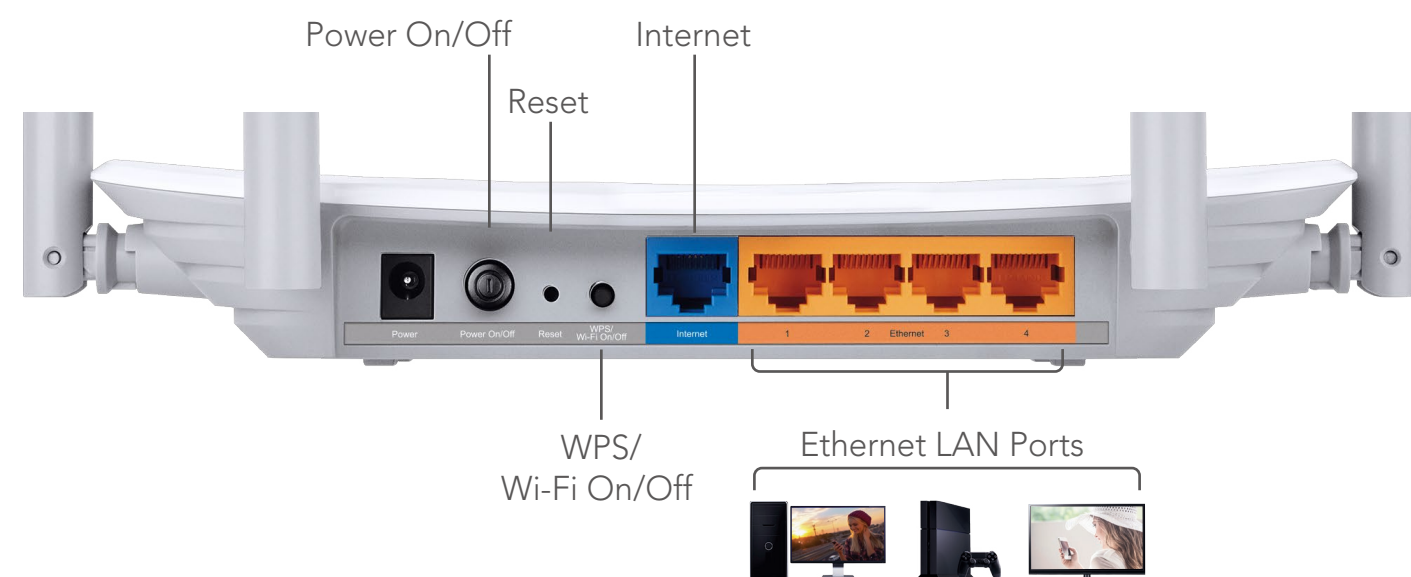 Power On/Off
Internet
Reset
Power
Power On/Off
Reset
WPS/
Wi-Fi On/Off
Internet
1
2
Ethernet
3
4
WPS/
Wi-Fi On/Off
Ethernet LAN Ports